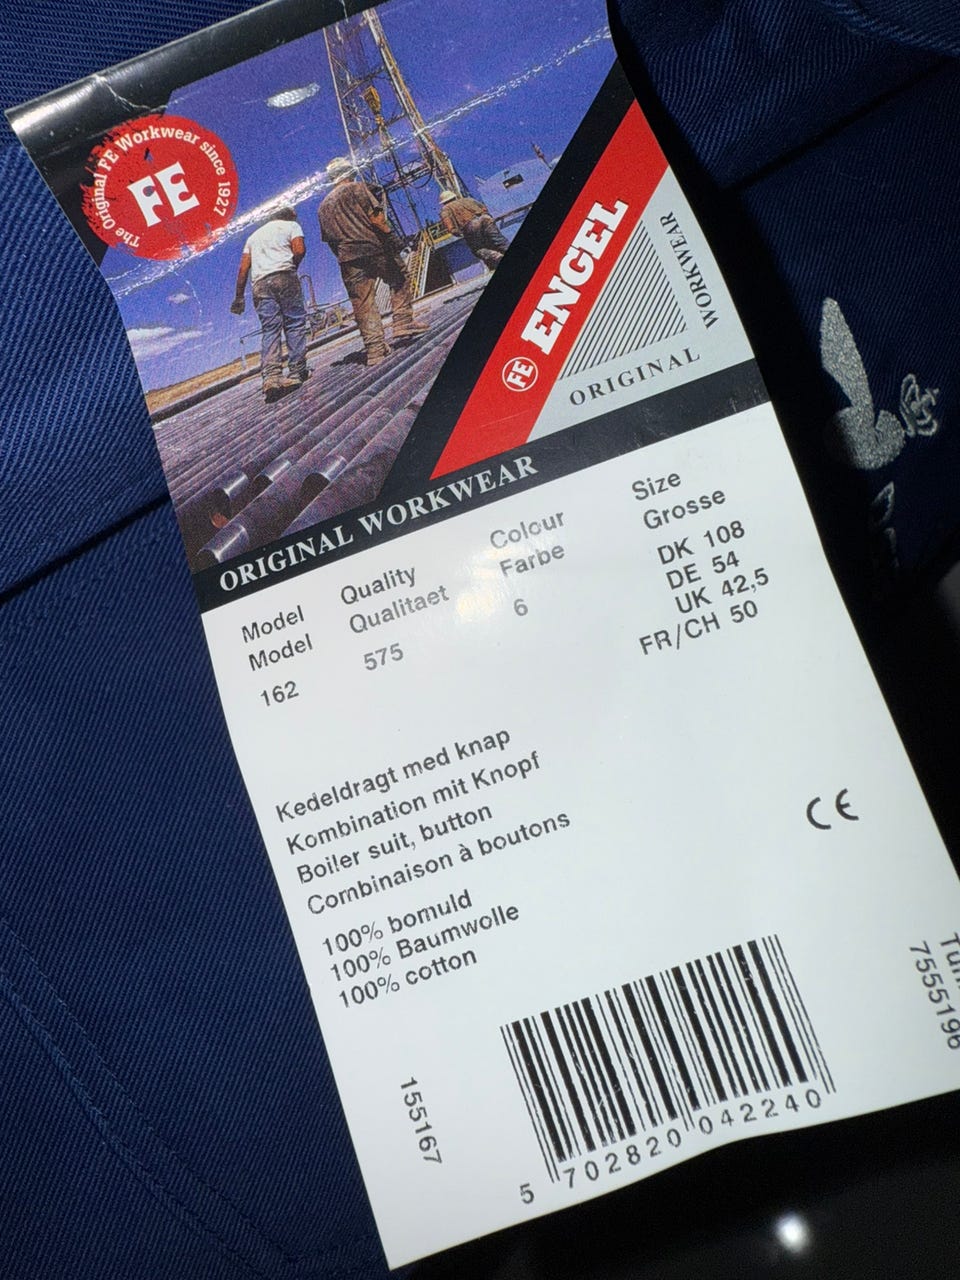 The Original FE Workwear since 1927
FE
FE ENGEL
WORKWEAR
ORIGINAL
ORIGINAL WORKWEAR
Model Quality Colour Size
Model Qualitaet Farbe Grosse
162 575 6 DK 108
DE 54
UK 42,5
FR/CH 50
Kedeldragt med knap
Kombination mit Knopf
Boiler suit, button
Combinaison à boutons
CE
100% bomuld
100% Baumwolle
100% cotton
155167
5 702820 042240
7555196